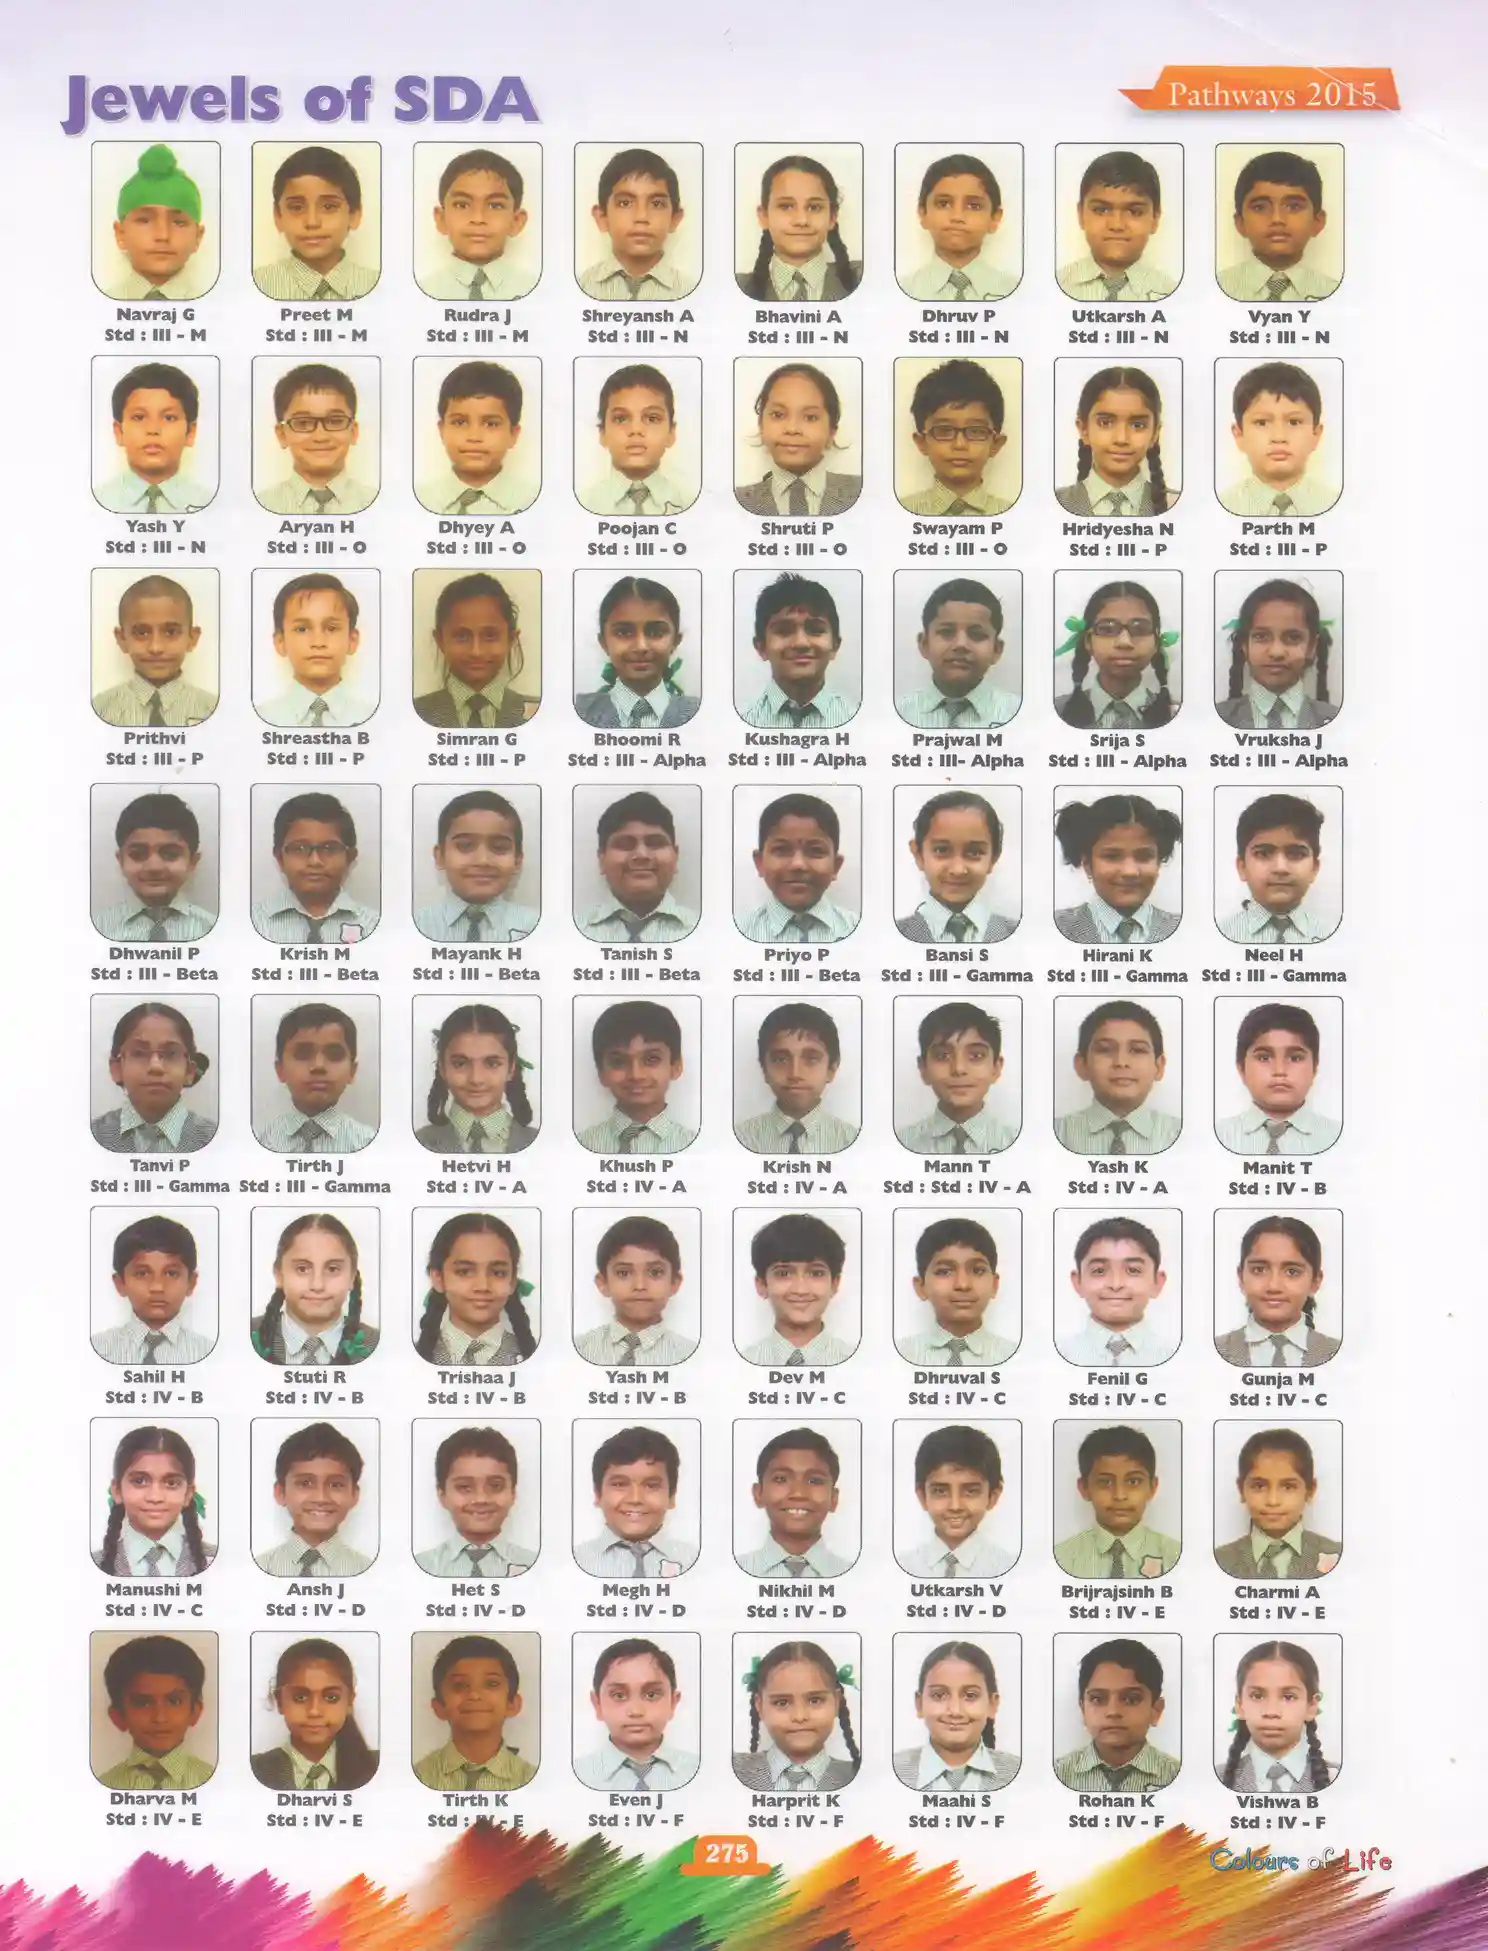 Jewels of SDA
Pathways 2015
Navraj G Preet M Rudra J Shreyansh A Bhavini A Dhruv P Utkarsh A Vyan Y
Std : III - M Std : III - M Std : III - M Std : III - N Std : III - N Std : III - N Std : III - N Std : III - N
Yash Y Aryan H Dhyey A Poojan C Shruti P Swayam P Hridyesha N Parth M
Std : III - N Std : III - O Std : III - O Std : III - O Std : III - O Std : III - O Std : III - P Std : III - P
Prithvi Shreastha B Simran G Bhoomi R Kushagra H Prajwal M Srija S Vruksha J
Std : III - P Std : III - P Std : III - P Std : III - Alpha Std : III - Alpha Std : III- Alpha Std : III - Alpha Std : III - Alpha
Dhwanil P Krish M Mayank H Tanish S Priyo P Bansi S Hirani K Neel H
Std : III - Beta Std : III - Beta Std : III - Beta Std : III - Beta Std : III - Beta Std : III - Gamma Std : III - Gamma Std : III - Gamma
Tanvi P Tirth J Hetvi H Khush P Krish N Mann T Yash K Manit T
Std : III - Gamma Std : III - Gamma Std : IV - A Std : IV - A Std : IV - A Std : Std : IV - A Std : IV - A Std : IV - B
Sahil H Stuti R Trishaa J Yash M Dev M Dhruval S Fenil G Gunja M
Std : IV - B Std : IV - B Std : IV - B Std : IV - B Std : IV - C Std : IV - C Std : IV - C Std : IV - C
Manushi M Ansh J Het S Megh H Nikhil M Utkarsh V Brijrajsinh B Charmi A
Std : IV - C Std : IV - D Std : IV - D Std : IV - D Std : IV - D Std : IV - D Std : IV - E Std : IV - E
Dharva M Dharvi S Tirth K Even J Harprit K Maahi S Rohan K Vishwa B
Std : IV - E Std : IV - E Std : IV - E Std : IV - F Std : IV - F Std : IV - F Std : IV - F Std : IV - F
275
Colours of Life